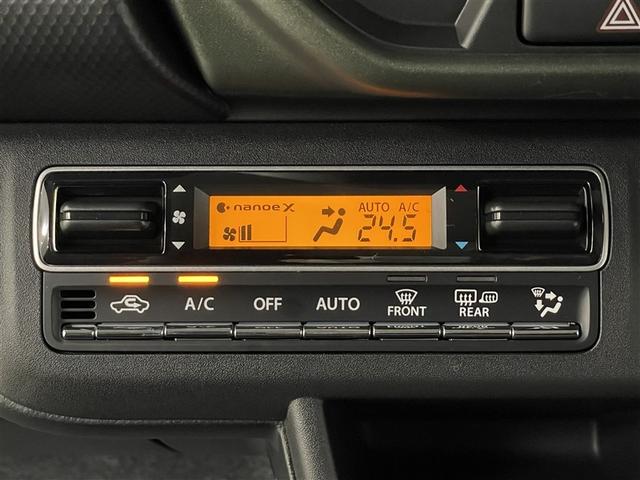 nanoeX
AUTO A/C
24.5
A/C OFF AUTO FRONT REAR